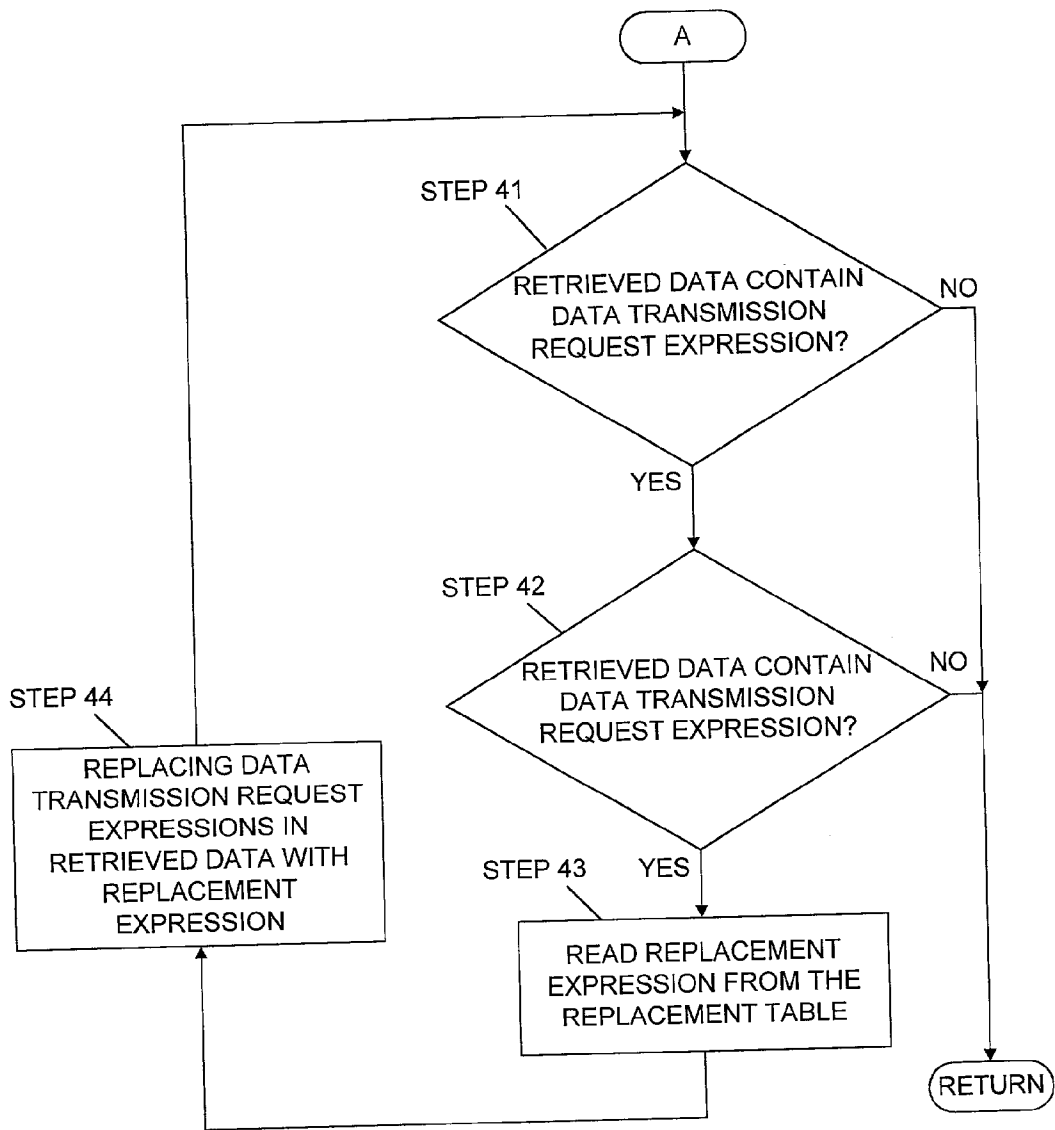 A
STEP 41
RETRIEVED DATA CONTAIN
DATA TRANSMISSION
REQUEST EXPRESSION?
NO
YES
STEP 42
RETRIEVED DATA CONTAIN
DATA TRANSMISSION
REQUEST EXPRESSION?
NO
YES
STEP 43
READ REPLACEMENT
EXPRESSION FROM THE
REPLACEMENT TABLE
STEP 44
REPLACING DATA
TRANSMISSION REQUEST
EXPRESSIONS IN
RETRIEVED DATA WITH
REPLACEMENT
EXPRESSION
RETURN